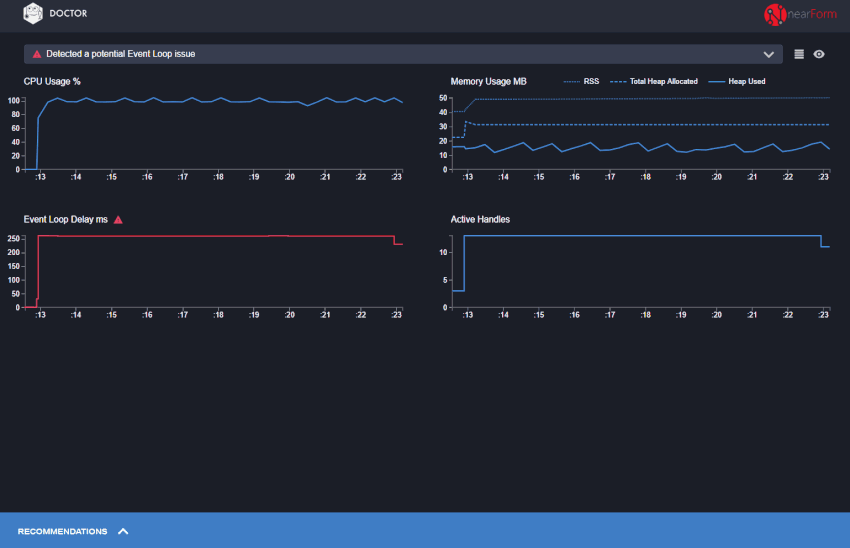 DOCTOR
nearForm
Detected a potential Event Loop issue
CPU Usage %
100
80
60
40
20
0
:13 :14 :15 :16 :17 :18 :19 :20 :21 :22 :23
Memory Usage MB
RSS Total Heap Allocated Heap Used
50
40
30
20
10
0
:13 :14 :15 :16 :17 :18 :19 :20 :21 :22 :23
Event Loop Delay ms
250
200
150
100
50
0
:13 :14 :15 :16 :17 :18 :19 :20 :21 :22 :23
Active Handles
10
5
0
:13 :14 :15 :16 :17 :18 :19 :20 :21 :22 :23
RECOMMENDATIONS